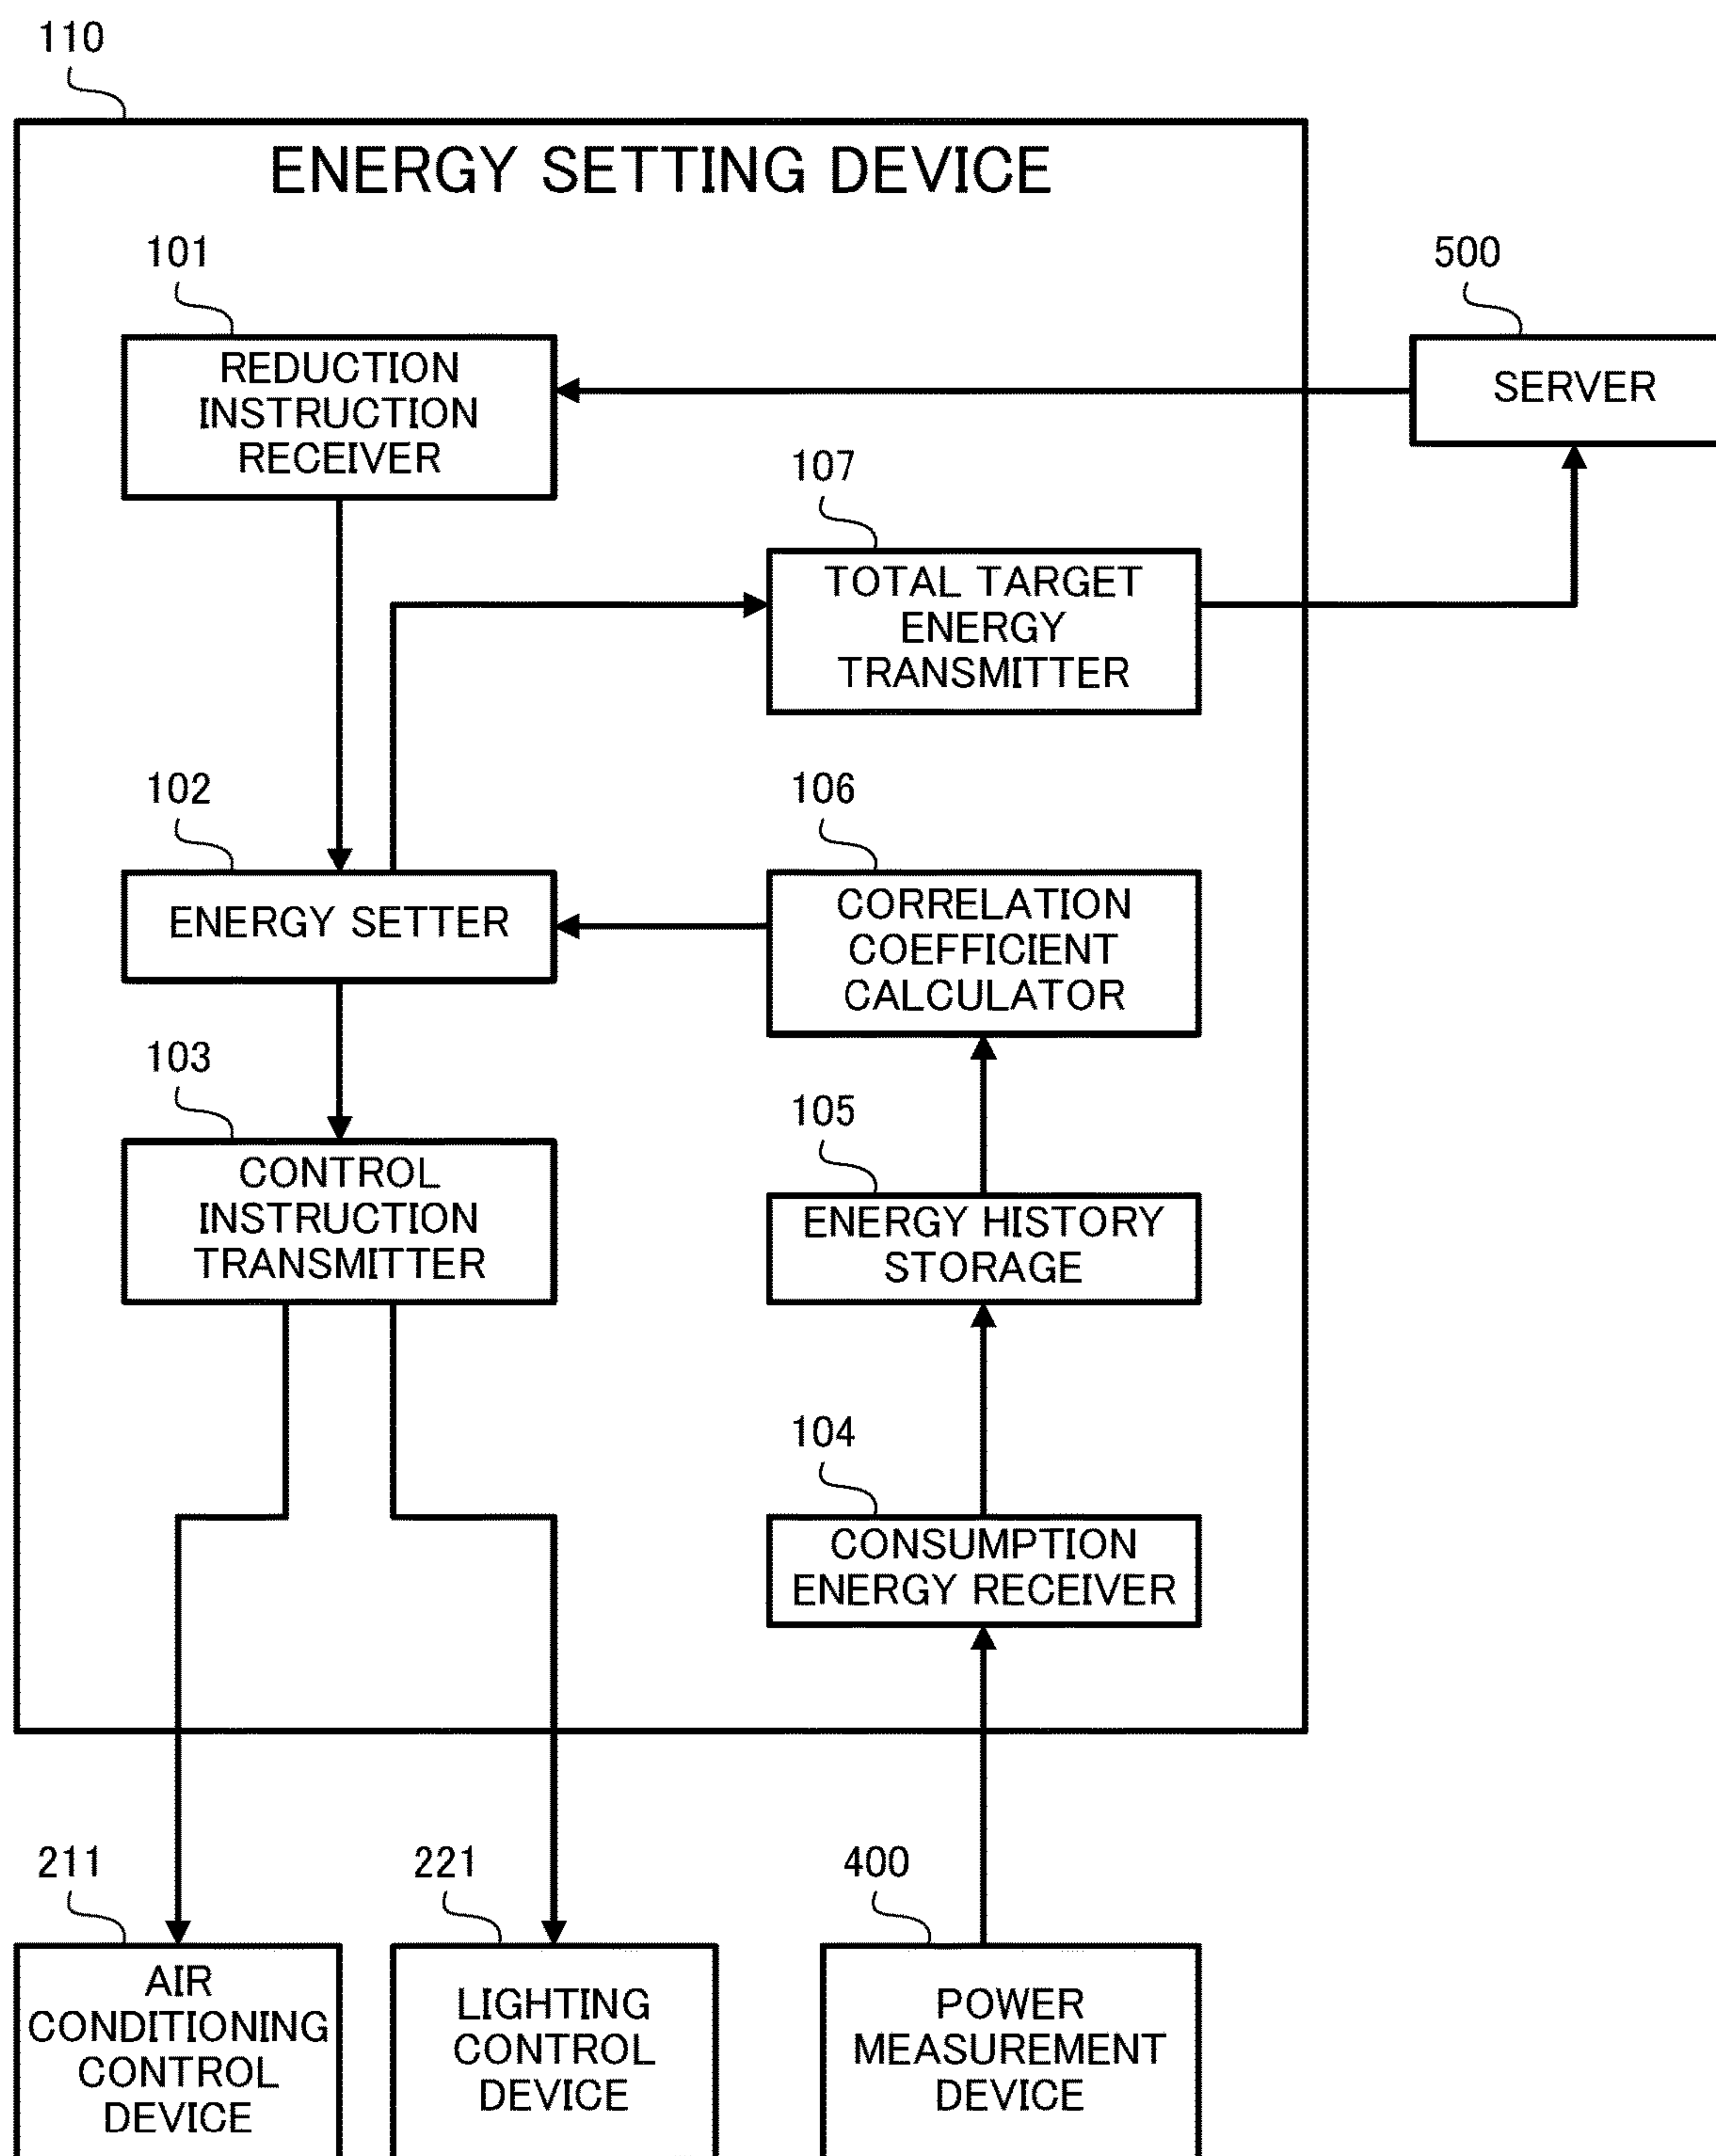 110
ENERGY SETTING DEVICE
101
500
REDUCTION
INSTRUCTION
RECEIVER
SERVER
107
TOTAL TARGET
ENERGY
TRANSMITTER
102
106
ENERGY SETTER
CORRELATION
COEFFICIENT
CALCULATOR
103
105
CONTROL
INSTRUCTION
TRANSMITTER
ENERGY HISTORY
STORAGE
104
CONSUMPTION
ENERGY RECEIVER
211
221
400
AIR
CONDITIONING
CONTROL
DEVICE
LIGHTING
CONTROL
DEVICE
POWER
MEASUREMENT
DEVICE